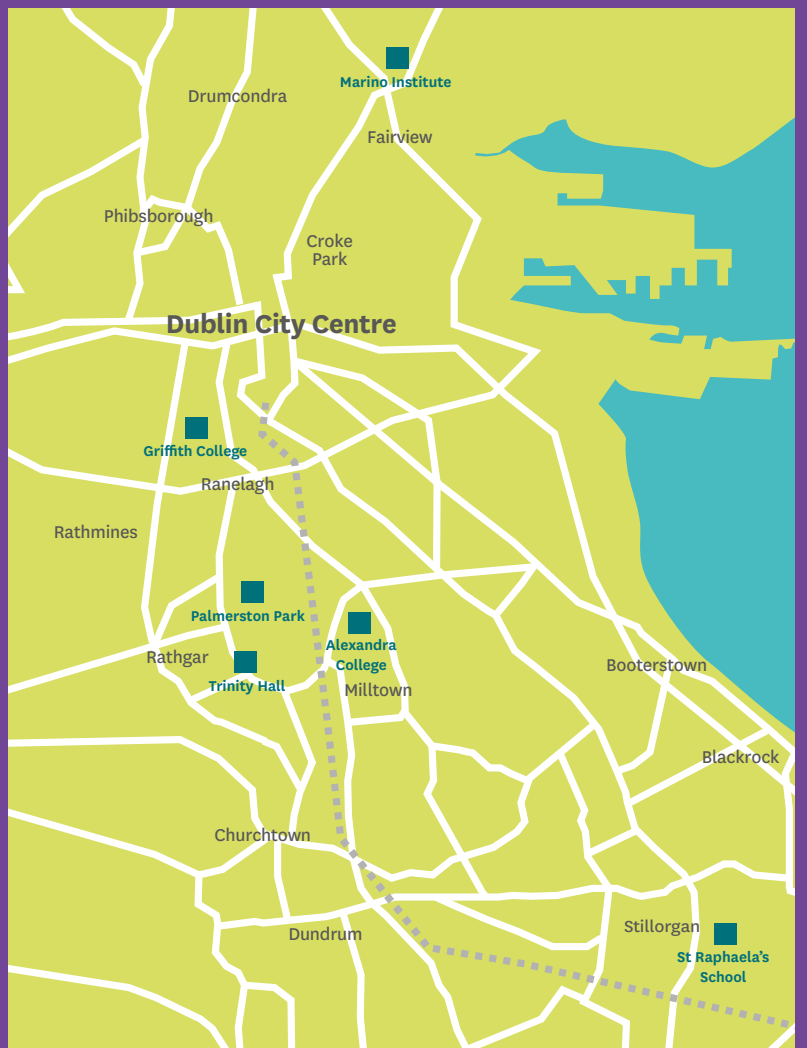 Marino Institute
Drumcondra
Fairview
Phibsborough
Croke
Park
Dublin City Centre
Griffith College
Ranelagh
Rathmines
Palmerston Park
Alexandra
College
Rathgar
Trinity Hall
Milltown
Booterstown
Blackrock
Churchtown
Stillorgan
Dundrum
St Raphaela’s
School